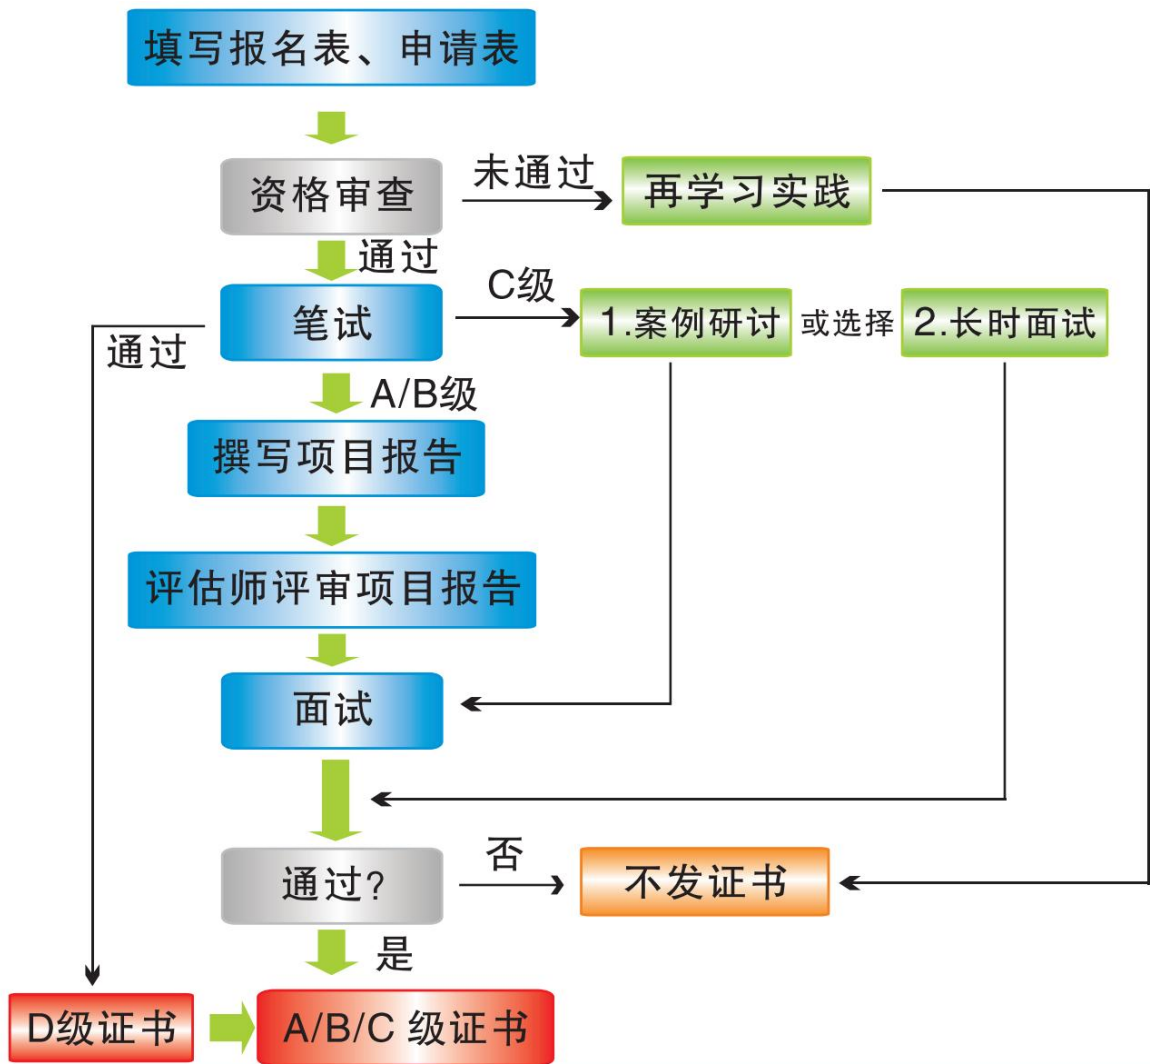 填写报名表、申请表
资格审查
未通过
再学习实践
通过
笔试
C级
1.案例研讨
或选择
2.长时面试
通过
A/B级
撰写项目报告
评估师评审项目报告
面试
通过?
否
不发证书
是
D级证书
A/B/C 级证书